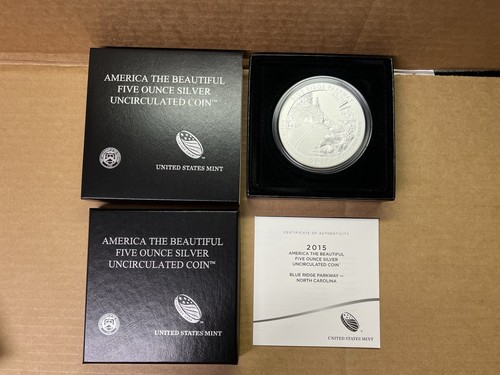 AMERICA THE BEAUTIFUL
FIVE OUNCE SILVER
UNCIRCULATED COIN™
UNITED STATES MINT
AMERICA THE BEAUTIFUL
FIVE OUNCE SILVER
UNCIRCULATED COIN™
UNITED STATES MINT
CERTIFICATE OF AUTHENTICITY
2015
AMERICA THE BEAUTIFUL
FIVE OUNCE SILVER
UNCIRCULATED COIN™
BLUE RIDGE PARKWAY —
NORTH CAROLINA
UNITED STATES MINT